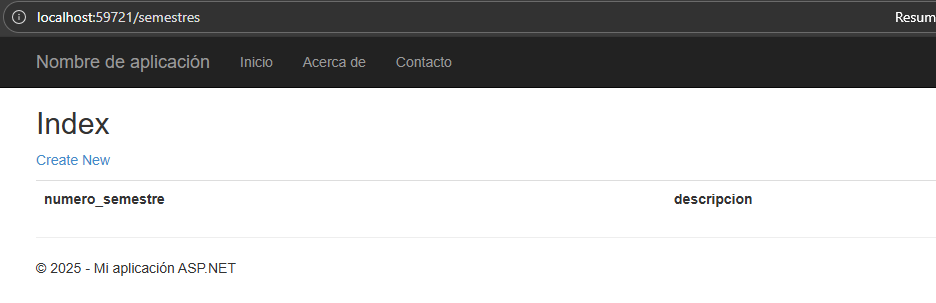 localhost:59721/semestres Resum
Nombre de aplicación Inicio Acerca de Contacto
Index
Create New
numero_semestre descripcion
© 2025 - Mi aplicación ASP.NET